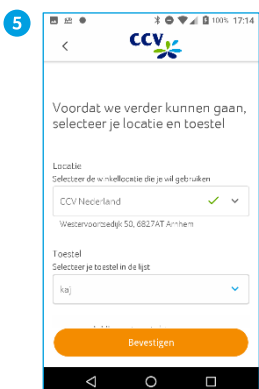 5
100% 17:14
CCV
Voordat we verder kunnen gaan,
selecteer je locatie en toestel
Locatie
Selecteer de winkellocatie die je wil gebruiken
CCV Nederland
Westervoortsedijk 50, 6827AT Arnhem
Toestel
Selecteer je toestel in de lijst
kaj
Bevestigen